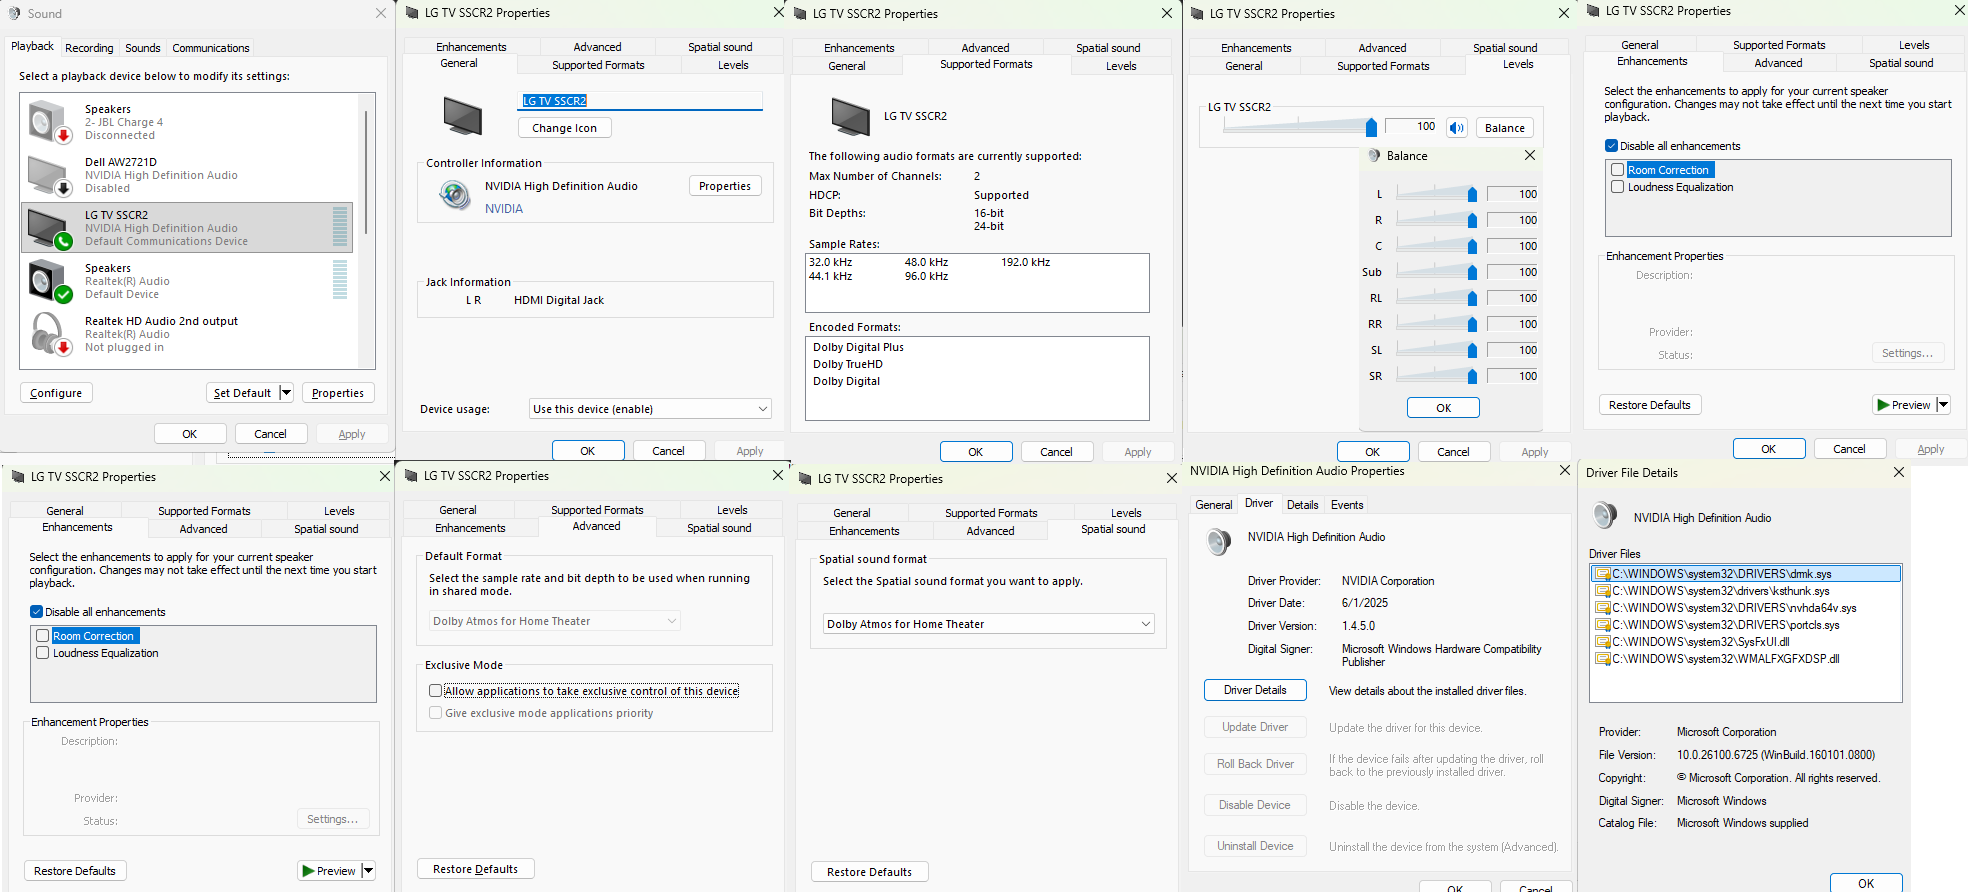 Sound
Playback
Recording
Sounds
Communications
Select a playback device below to modify its settings:
Speakers
2- JBL Charge 4
Disconnected
Dell AW2721D
NVIDIA High Definition Audio
Disabled
LG TV SSCR2
NVIDIA High Definition Audio
Default Communications Device
Speakers
Realtek(R) Audio
Default Device
Realtek HD Audio 2nd output
Realtek(R) Audio
Not plugged in
Configure
Set Default
Properties
OK
Cancel
Apply
LG TV SSCR2 Properties
Enhancements
Advanced
Spatial sound
General
Supported Formats
Levels
LG TV SSCR2
Change Icon
Controller Information
NVIDIA High Definition Audio
Properties
NVIDIA
Jack Information
L R HDMI Digital Jack
Device usage:
Use this device (enable)
OK
Cancel
Apply
LG TV SSCR2 Properties
Enhancements
Advanced
Spatial sound
General
Supported Formats
Levels
LG TV SSCR2
The following audio formats are currently supported:
Max Number of Channels: 2
HDCP: Supported
Bit Depths: 16-bit
24-bit
Sample Rates:
32.0 kHz 48.0 kHz 192.0 kHz
44.1 kHz 96.0 kHz
Encoded Formats:
Dolby Digital Plus
Dolby TrueHD
Dolby Digital
OK
Cancel
Apply
LG TV SSCR2 Properties
Enhancements
Advanced
Spatial sound
General
Supported Formats
Levels
LG TV SSCR2
100
Balance
Balance
L 100
R 100
C 100
Sub 100
RL 100
RR 100
SL 100
SR 100
OK
OK
Cancel
Apply
LG TV SSCR2 Properties
General
Supported Formats
Levels
Enhancements
Advanced
Spatial sound
Select the enhancements to apply for your current speaker
configuration. Changes may not take effect until the next time you start
playback.
Disable all enhancements
Room Correction
Loudness Equalization
Enhancement Properties
Description:
Provider:
Status:
Settings...
Restore Defaults
Preview
OK
Cancel
Apply
LG TV SSCR2 Properties
General
Supported Formats
Levels
Enhancements
Advanced
Spatial sound
Select the enhancements to apply for your current speaker
configuration. Changes may not take effect until the next time you start
playback.
Disable all enhancements
Room Correction
Loudness Equalization
Enhancement Properties
Description:
Provider:
Status:
Settings...
Restore Defaults
Preview
LG TV SSCR2 Properties
General
Supported Formats
Levels
Enhancements
Advanced
Spatial sound
Default Format
Select the sample rate and bit depth to be used when running
in shared mode.
Dolby Atmos for Home Theater
Exclusive Mode
Allow applications to take exclusive control of this device
Give exclusive mode applications priority
Restore Defaults
LG TV SSCR2 Properties
General
Supported Formats
Levels
Enhancements
Advanced
Spatial sound
Spatial sound format
Select the Spatial sound format you want to apply.
Dolby Atmos for Home Theater
Restore Defaults
NVIDIA High Definition Audio Properties
General
Driver
Details
Events
NVIDIA High Definition Audio
Driver Provider: NVIDIA Corporation
Driver Date: 6/1/2025
Driver Version: 1.4.5.0
Digital Signer: Microsoft Windows Hardware Compatibility
Publisher
Driver Details
View details about the installed driver files.
Update Driver
Update the driver for this device.
Roll Back Driver
If the device fails after updating the driver, roll
back to the previously installed driver.
Disable Device
Disable the device.
Uninstall Device
Uninstall the device from the system (Advanced).
OK
Cancel
Driver File Details
NVIDIA High Definition Audio
Driver Files
C:\WINDOWS\system32\DRIVERS\dmk.sys
C:\WINDOWS\system32\drivers\ksthunk.sys
C:\WINDOWS\system32\DRIVERS\nvhda64v.sys
C:\WINDOWS\system32\DRIVERS\portcls.sys
C:\WINDOWS\system32\SysFxUI.dll
C:\WINDOWS\system32\WMALFXGFXDSP.dll
Provider: Microsoft Corporation
File Version: 10.0.26100.6725 (WinBuild.160101.0800)
Copyright: © Microsoft Corporation. All rights reserved.
Digital Signer: Microsoft Windows
Catalog File: Microsoft Windows supplied
OK